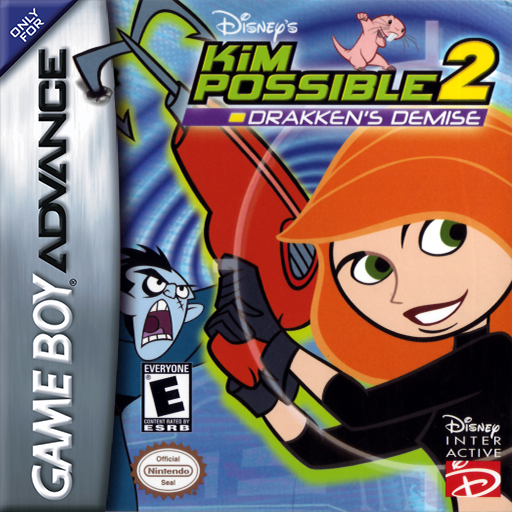 ONLY
FOR
GAME BOY ADVANCE
Disney's
KiM
POSSIBLE 2
DRAKKEN'S DEMISE
EVERYONE
E
CONTENT RATED BY
ESRB
Official
Nintendo
Seal
Disney
INTER
ACTIVE
D